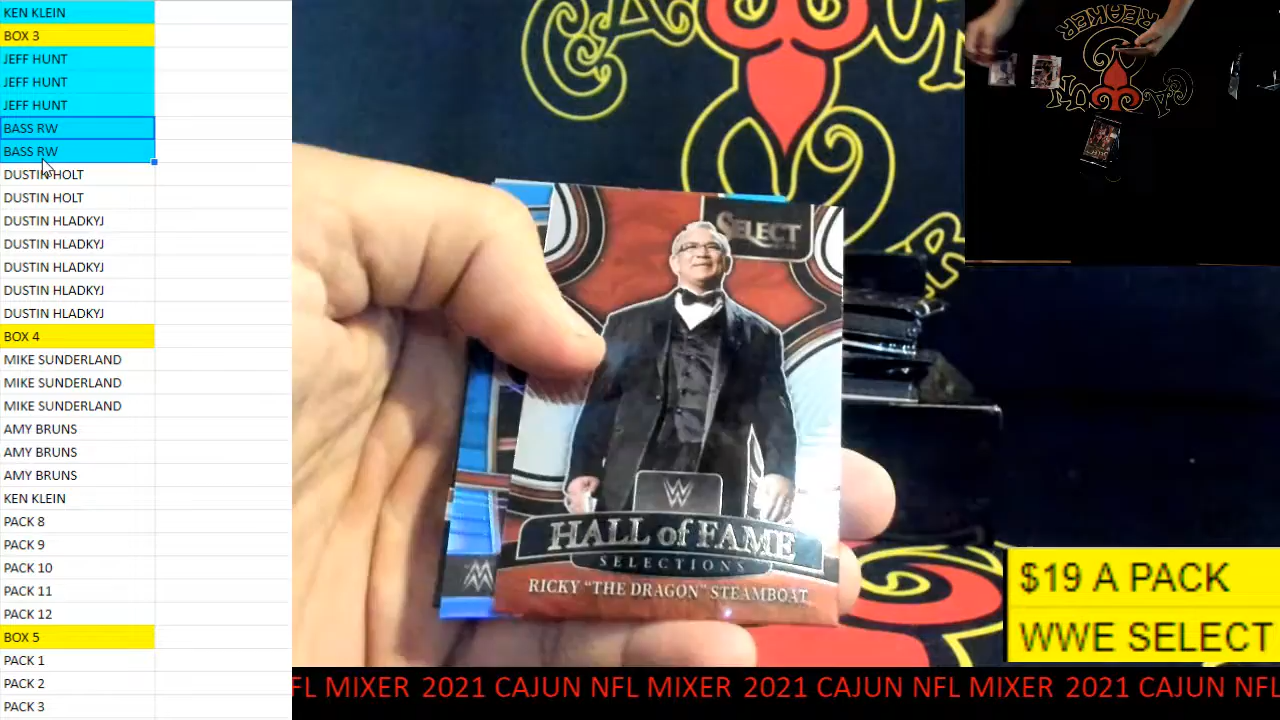 KEN KLEIN
BOX 3
JEFF HUNT
JEFF HUNT
JEFF HUNT
BASS RW
BASS RW
DUSTIN HOLT
DUSTIN HOLT
DUSTIN HLADKYJ
DUSTIN HLADKYJ
DUSTIN HLADKYJ
DUSTIN HLADKYJ
DUSTIN HLADKYJ
BOX 4
MIKE SUNDERLAND
MIKE SUNDERLAND
MIKE SUNDERLAND
AMY BRUNS
AMY BRUNS
AMY BRUNS
KEN KLEIN
PACK 8
PACK 9
PACK 10
PACK 11
PACK 12
BOX 5
PACK 1
PACK 2
PACK 3
SELECT
W
HALL of FAME
SELECTIONS
RICKY "THE DRAGON" STEAMBOAT
REAKER
$19 A PACK
WWE SELECT
FL MIXER 2021 CAJUN NFL MIXER 2021 CAJUN NFL MIXER 2021 CAJUN NFL